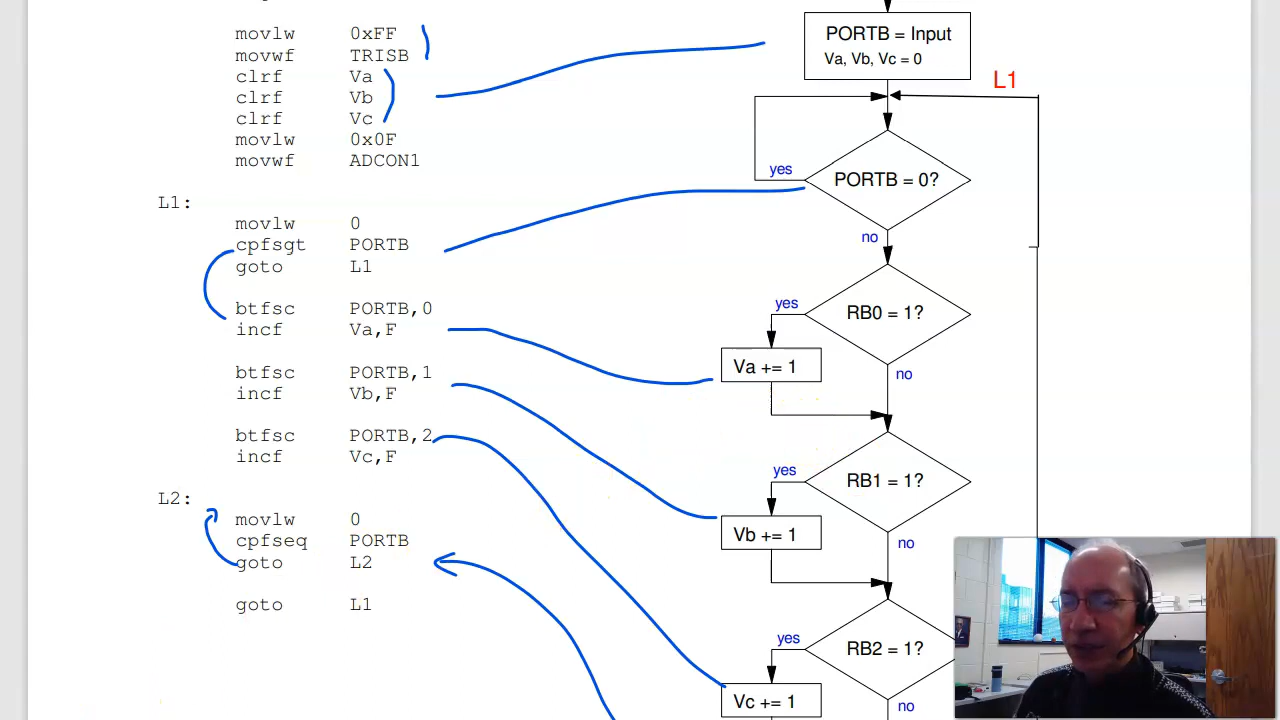 movlw 0xFF
movwf TRISB
clrf Va
clrf Vb
clrf Vc
movlw 0x0F
movwf ADCON1
L1:
movlw 0
cpfsgt PORTB
goto L1
btfsc PORTB,0
incf Va,F
btfsc PORTB,1
incf Vb,F
btfsc PORTB,2
incf Vc,F
L2:
movlw 0
cpfseq PORTB
goto L2
goto L1
PORTB = Input
Va, Vb, Vc = 0
L1
yes
PORTB = 0?
no
yes
RB0 = 1?
Va += 1
no
yes
RB1 = 1?
Vb += 1
no
yes
RB2 = 1?
Vc += 1
no